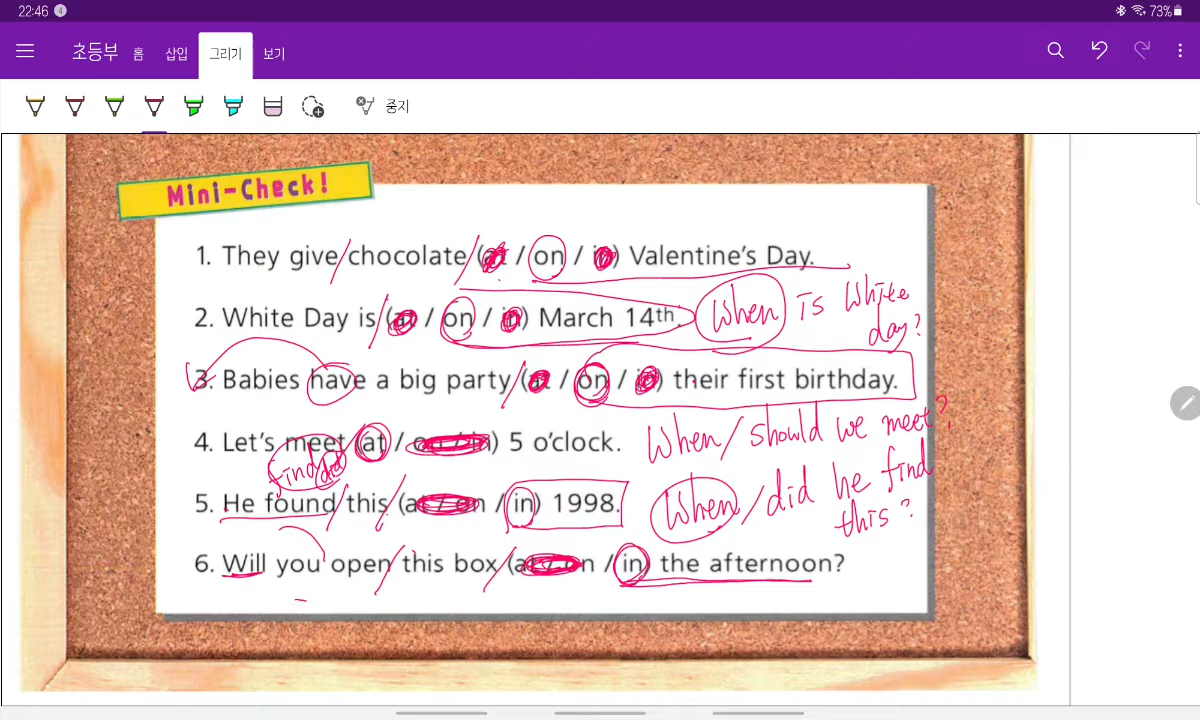 22:46 4 73%
초등부 홈 삽입 그리기 보기
중지
Mini-Check!
1. They give / chocolate / (at / on / in) Valentine's Day.
2. White Day is / (at / on / in) March 14th. When is White day?
3. Babies have a big party / (at / on / in) their first birthday.
4. Let's meet (at / on / in) 5 o'clock. When / should we meet?
find did
5. He found / this / (at / on / in) 1998. When / did he find this?
6. Will you open / this box / (at / on / in) the afternoon?